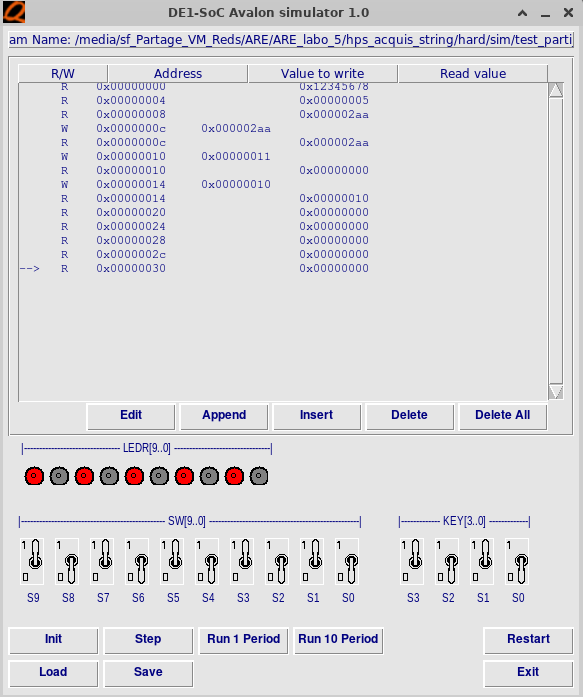 DE1-SoC Avalon simulator 1.0
am Name: /media/sf_Partage_VM_Reds/ARE/ARE_labo_5/hps_acquis_string/hard/sim/test_parti
R/W Address Value to write Read value
R 0x00000000 0x12345678
R 0x00000004 0x00000005
R 0x00000008 0x000002aa
W 0x0000000c 0x000002aa
R 0x0000000c 0x000002aa
W 0x00000010 0x00000011
R 0x00000010 0x00000000
W 0x00000014 0x00000010
R 0x00000014 0x00000010
R 0x00000020 0x00000000
R 0x00000024 0x00000000
R 0x00000028 0x00000000
R 0x0000002c 0x00000000
--> R 0x00000030 0x00000000
Edit Append Insert Delete Delete All
|------------------------------ LEDR[9..0] ------------------------------|
|--------------------------------------------- SW[9..0] ---------------------------------------------| |------------ KEY[3..0] ------------|
1 1 1 1 1 1 1 1 1 1 1 1 1 1
0 0 0 0 0 0 0 0 0 0 0 0 0 0
S9 S8 S7 S6 S5 S4 S3 S2 S1 S0 S3 S2 S1 S0
Init Step Run 1 Period Run 10 Period Restart
Load Save Exit